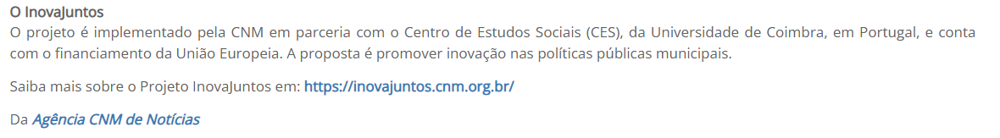 O InovaJuntos
O projeto é implementado pela CNM em parceria com o Centro de Estudos Sociais (CES), da Universidade de Coimbra, em Portugal, e conta
com o financiamento da União Europeia. A proposta é promover inovação nas políticas públicas municipais.
Saiba mais sobre o Projeto InovaJuntos em: https://inovajuntos.cnm.org.br/
Da Agência CNM de Notícias